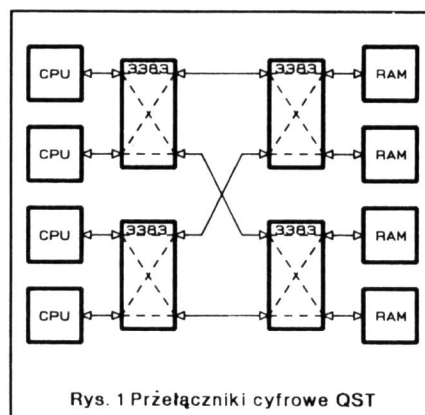 CPU 3383 3383 RAM
CPU RAM
CPU 3383 3383 RAM
CPU RAM
Rys. 1 Przełączniki cyfrowe QST